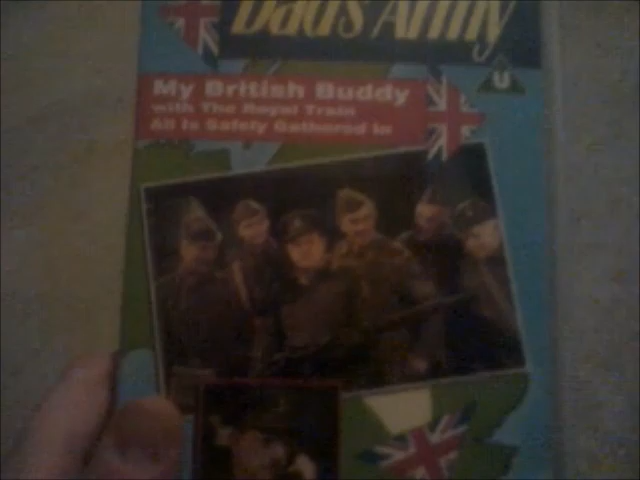 Dad's Army
U
My British Buddy
with The Royal Train
All Is Safely Gathered In